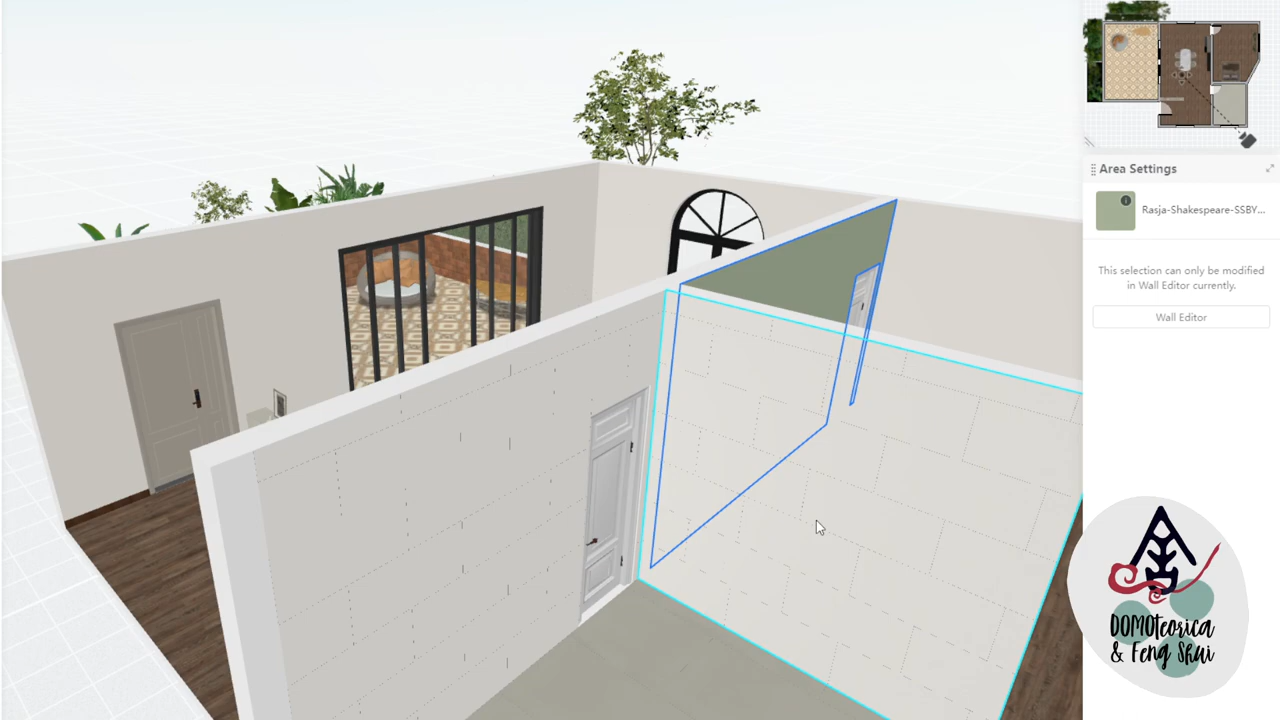 Area Settings
Rasja-Shakespeare-SSBY...
This selection can only be modified
in Wall Editor currently.
Wall Editor
DOMOteorica
& Feng Shui